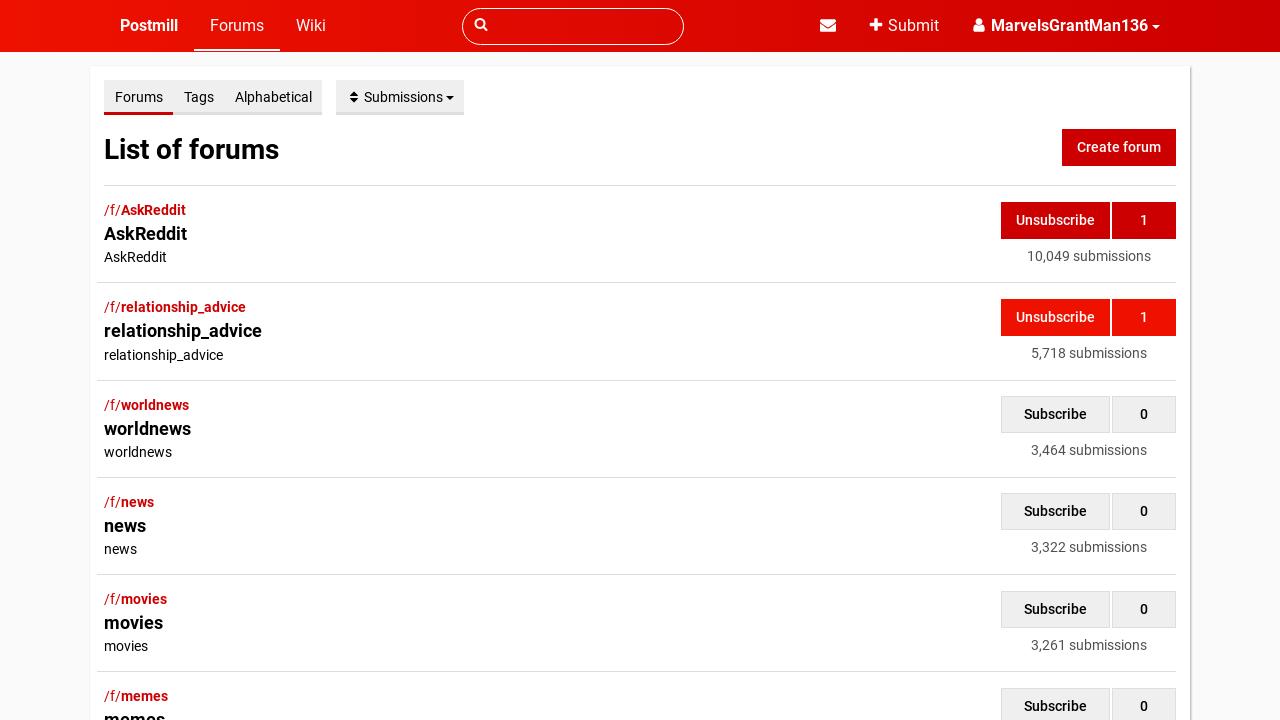 Postmill Forums Wiki Submit MarvelsGrantMan136
Forums Tags Alphabetical Submissions
List of forums
Create forum
/f/AskReddit
AskReddit
AskReddit
Unsubscribe 1
10,049 submissions
/f/relationship_advice
relationship_advice
relationship_advice
Unsubscribe 1
5,718 submissions
/f/worldnews
worldnews
worldnews
Subscribe 0
3,464 submissions
/f/news
news
news
Subscribe 0
3,322 submissions
/f/movies
movies
movies
Subscribe 0
3,261 submissions
/f/memes
memes
Subscribe 0